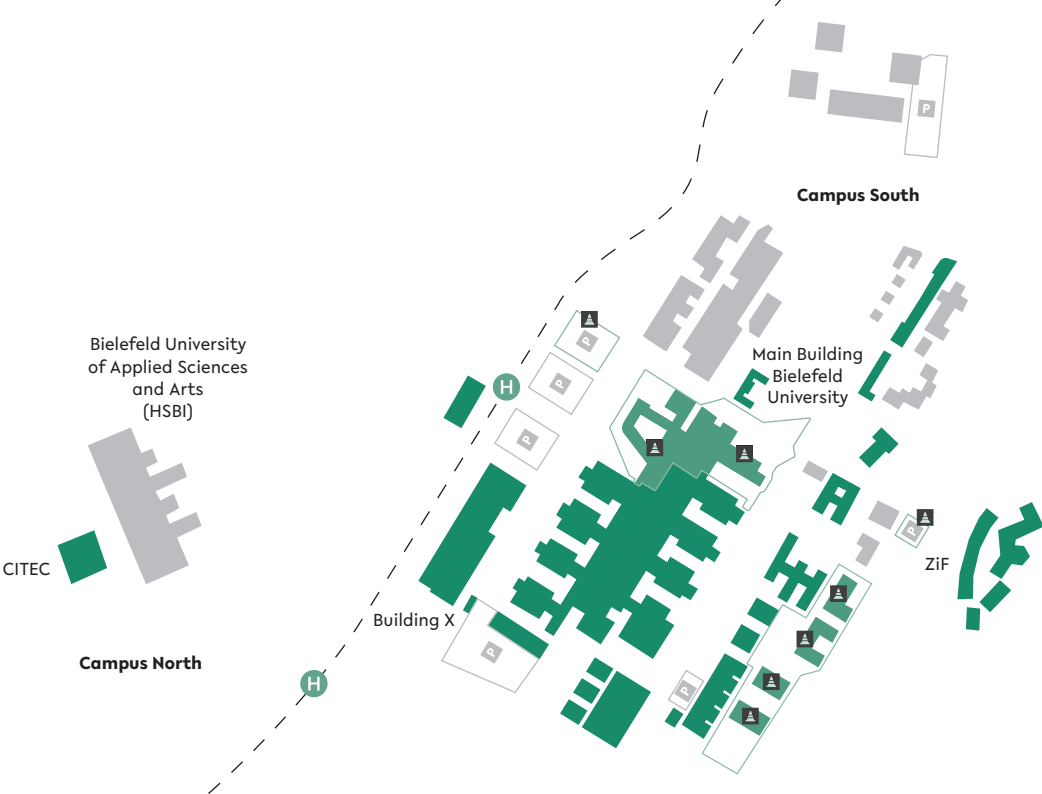 P
Campus South
P
Bielefeld University
of Applied Sciences
and Arts
(HSBI)
Main Building
Bielefeld
University
H
P
P
P
CITEC
ZiF
Building X
P
Campus North
H
P